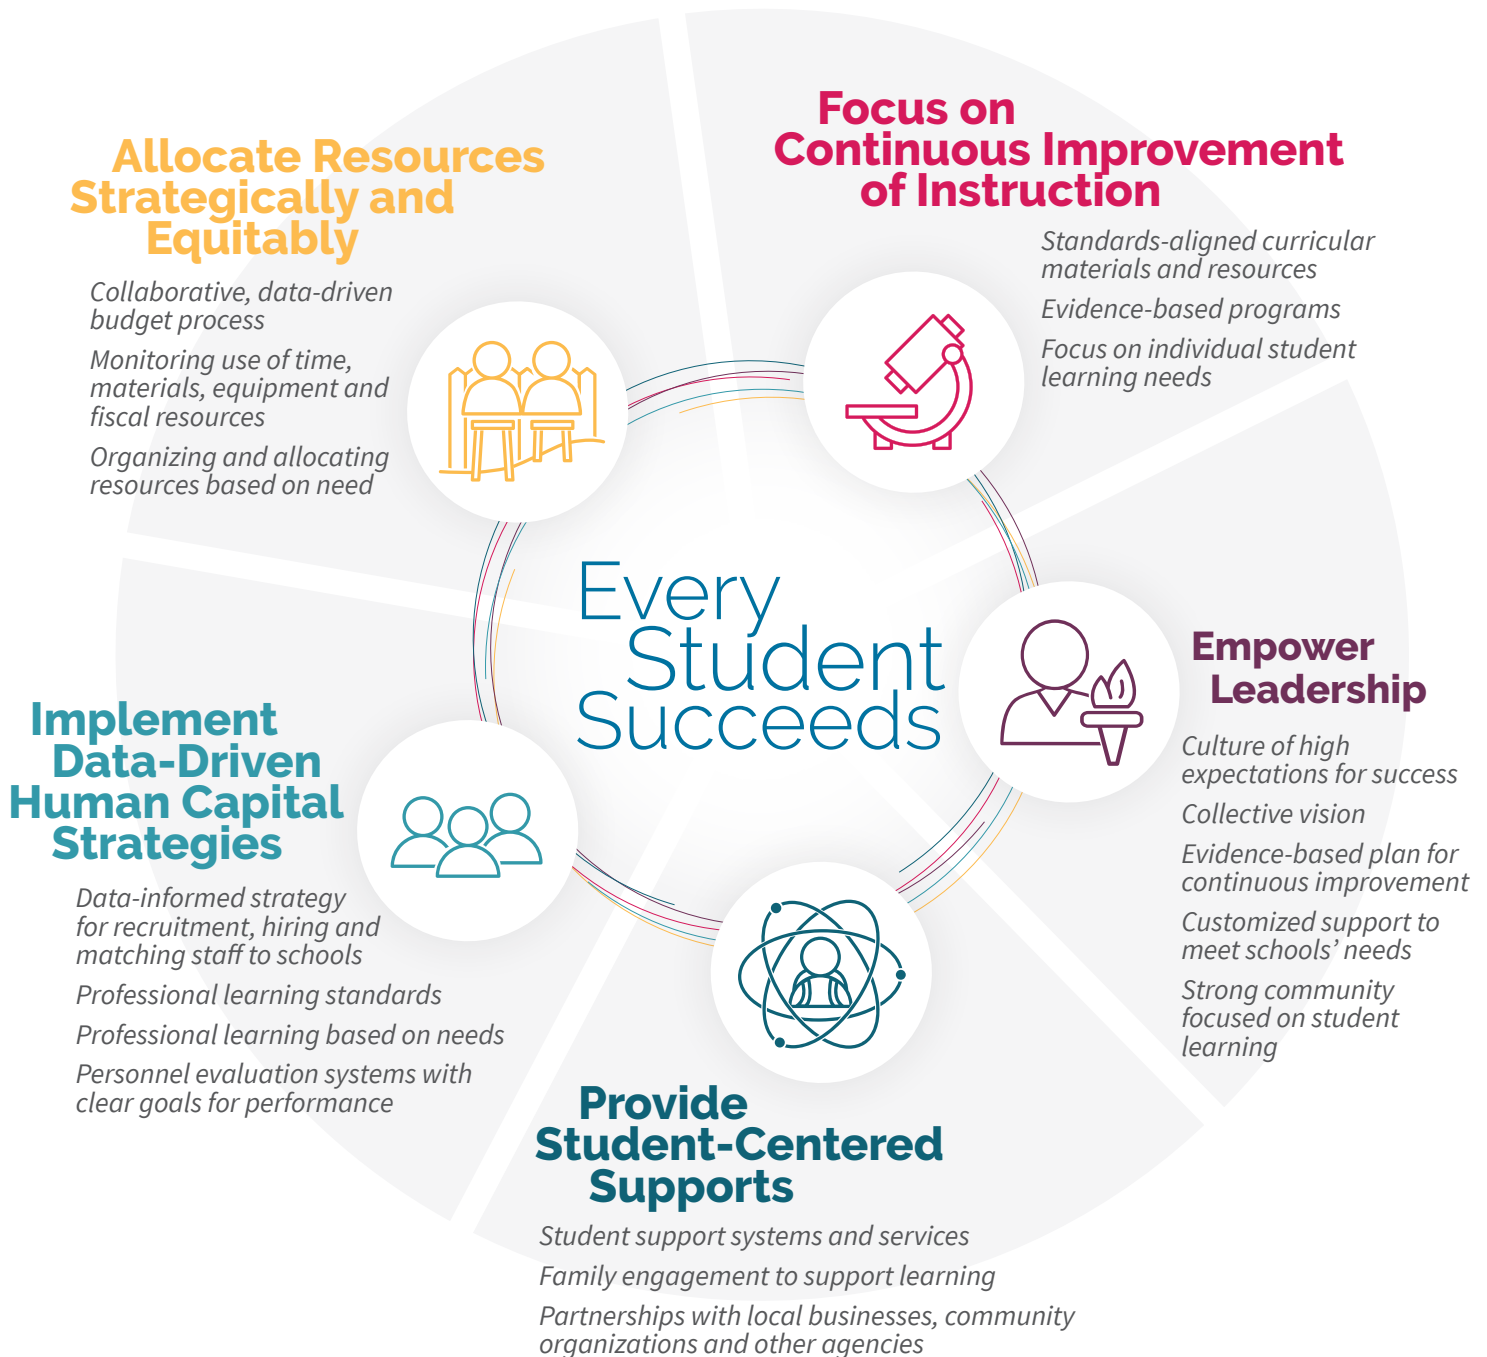 Focus on
Continuous Improvement
of Instruction
Standards-aligned curricular
materials and resources
Evidence-based programs
Focus on individual student
learning needs
Allocate Resources
Strategically and
Equitably
Collaborative, data-driven
budget process
Monitoring use of time,
materials, equipment and
fiscal resources
Organizing and allocating
resources based on need
Every
Student
Succeeds
Empower
Leadership
Culture of high
expectations for success
Collective vision
Evidence-based plan for
continuous improvement
Customized support to
meet schools’ needs
Strong community
focused on student
learning
Implement
Data-Driven
Human Capital
Strategies
Data-informed strategy
for recruitment, hiring and
matching staff to schools
Professional learning standards
Professional learning based on needs
Personnel evaluation systems with
clear goals for performance
Provide
Student-Centered
Supports
Student support systems and services
Family engagement to support learning
Partnerships with local businesses, community
organizations and other agencies